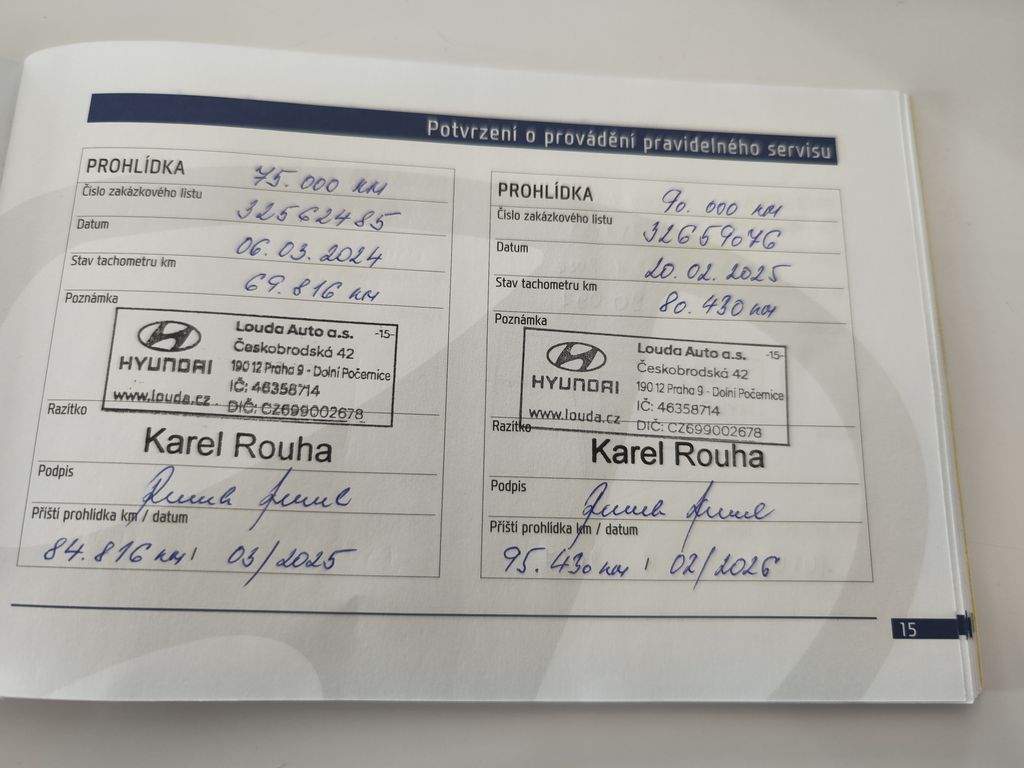 Potvrzení o provádění pravidelného servisu
PROHLÍDKA 75.000 KM
Číslo zakázkového listu 32562485
Datum 06.03.2024
Stav tachometru km 69.816 KM
Poznámka
HYUNDAI
www.louda.cz
Louda Auto a.s. -15-
Českobrodská 42
190 12 Praha 9 - Dolní Počernice
IČ: 46358714
DIČ: CZ699002678
Razítko
Karel Rouha
Podpis
Příští prohlídka km / datum
84.816 KM / 03/2025
PROHLÍDKA 90.000 KM
Číslo zakázkového listu 32659076
Datum 20.02.2025
Stav tachometru km 80.430 KM
Poznámka
HYUNDAI
www.louda.cz
Louda Auto a.s. -15-
Českobrodská 42
190 12 Praha 9 - Dolní Počernice
IČ: 46358714
DIČ: CZ699002678
Razítko
Karel Rouha
Podpis
Příští prohlídka km / datum
95.430 KM / 02/2026
15